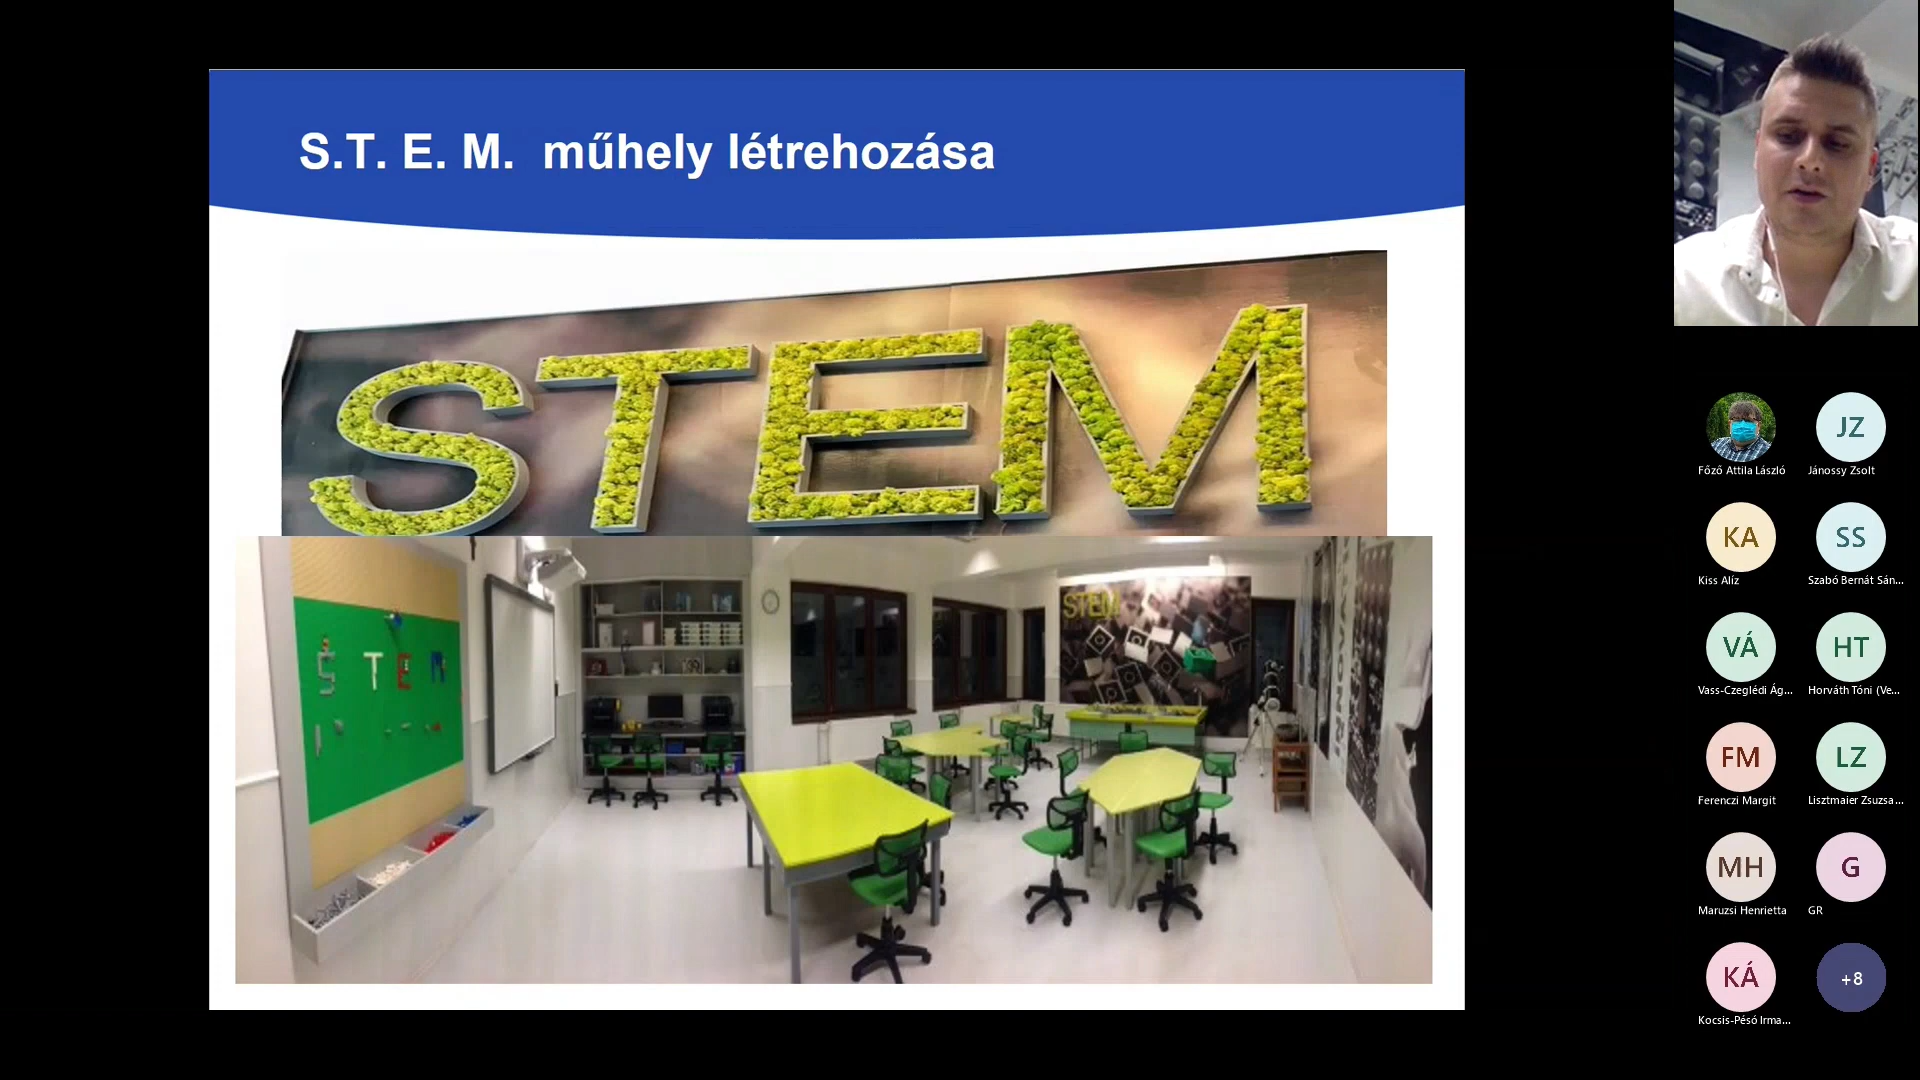 S.T. E. M.  műhely létrehozása
STEM
STEM
S T E M
Főző Attila László
JZ
Jánossy Zsolt
KA
Kiss Alíz
SS
Szabó Bernát Sán...
VÁ
Vass-Czeglédi Ág...
HT
Horváth Tóni (Ve...
FM
Ferenczi Margit
LZ
Lisztmaier Zsuzsa...
MH
Maruzsi Henrietta
G
GR
KÁ
Kocsis-Pésó Irma...
+8